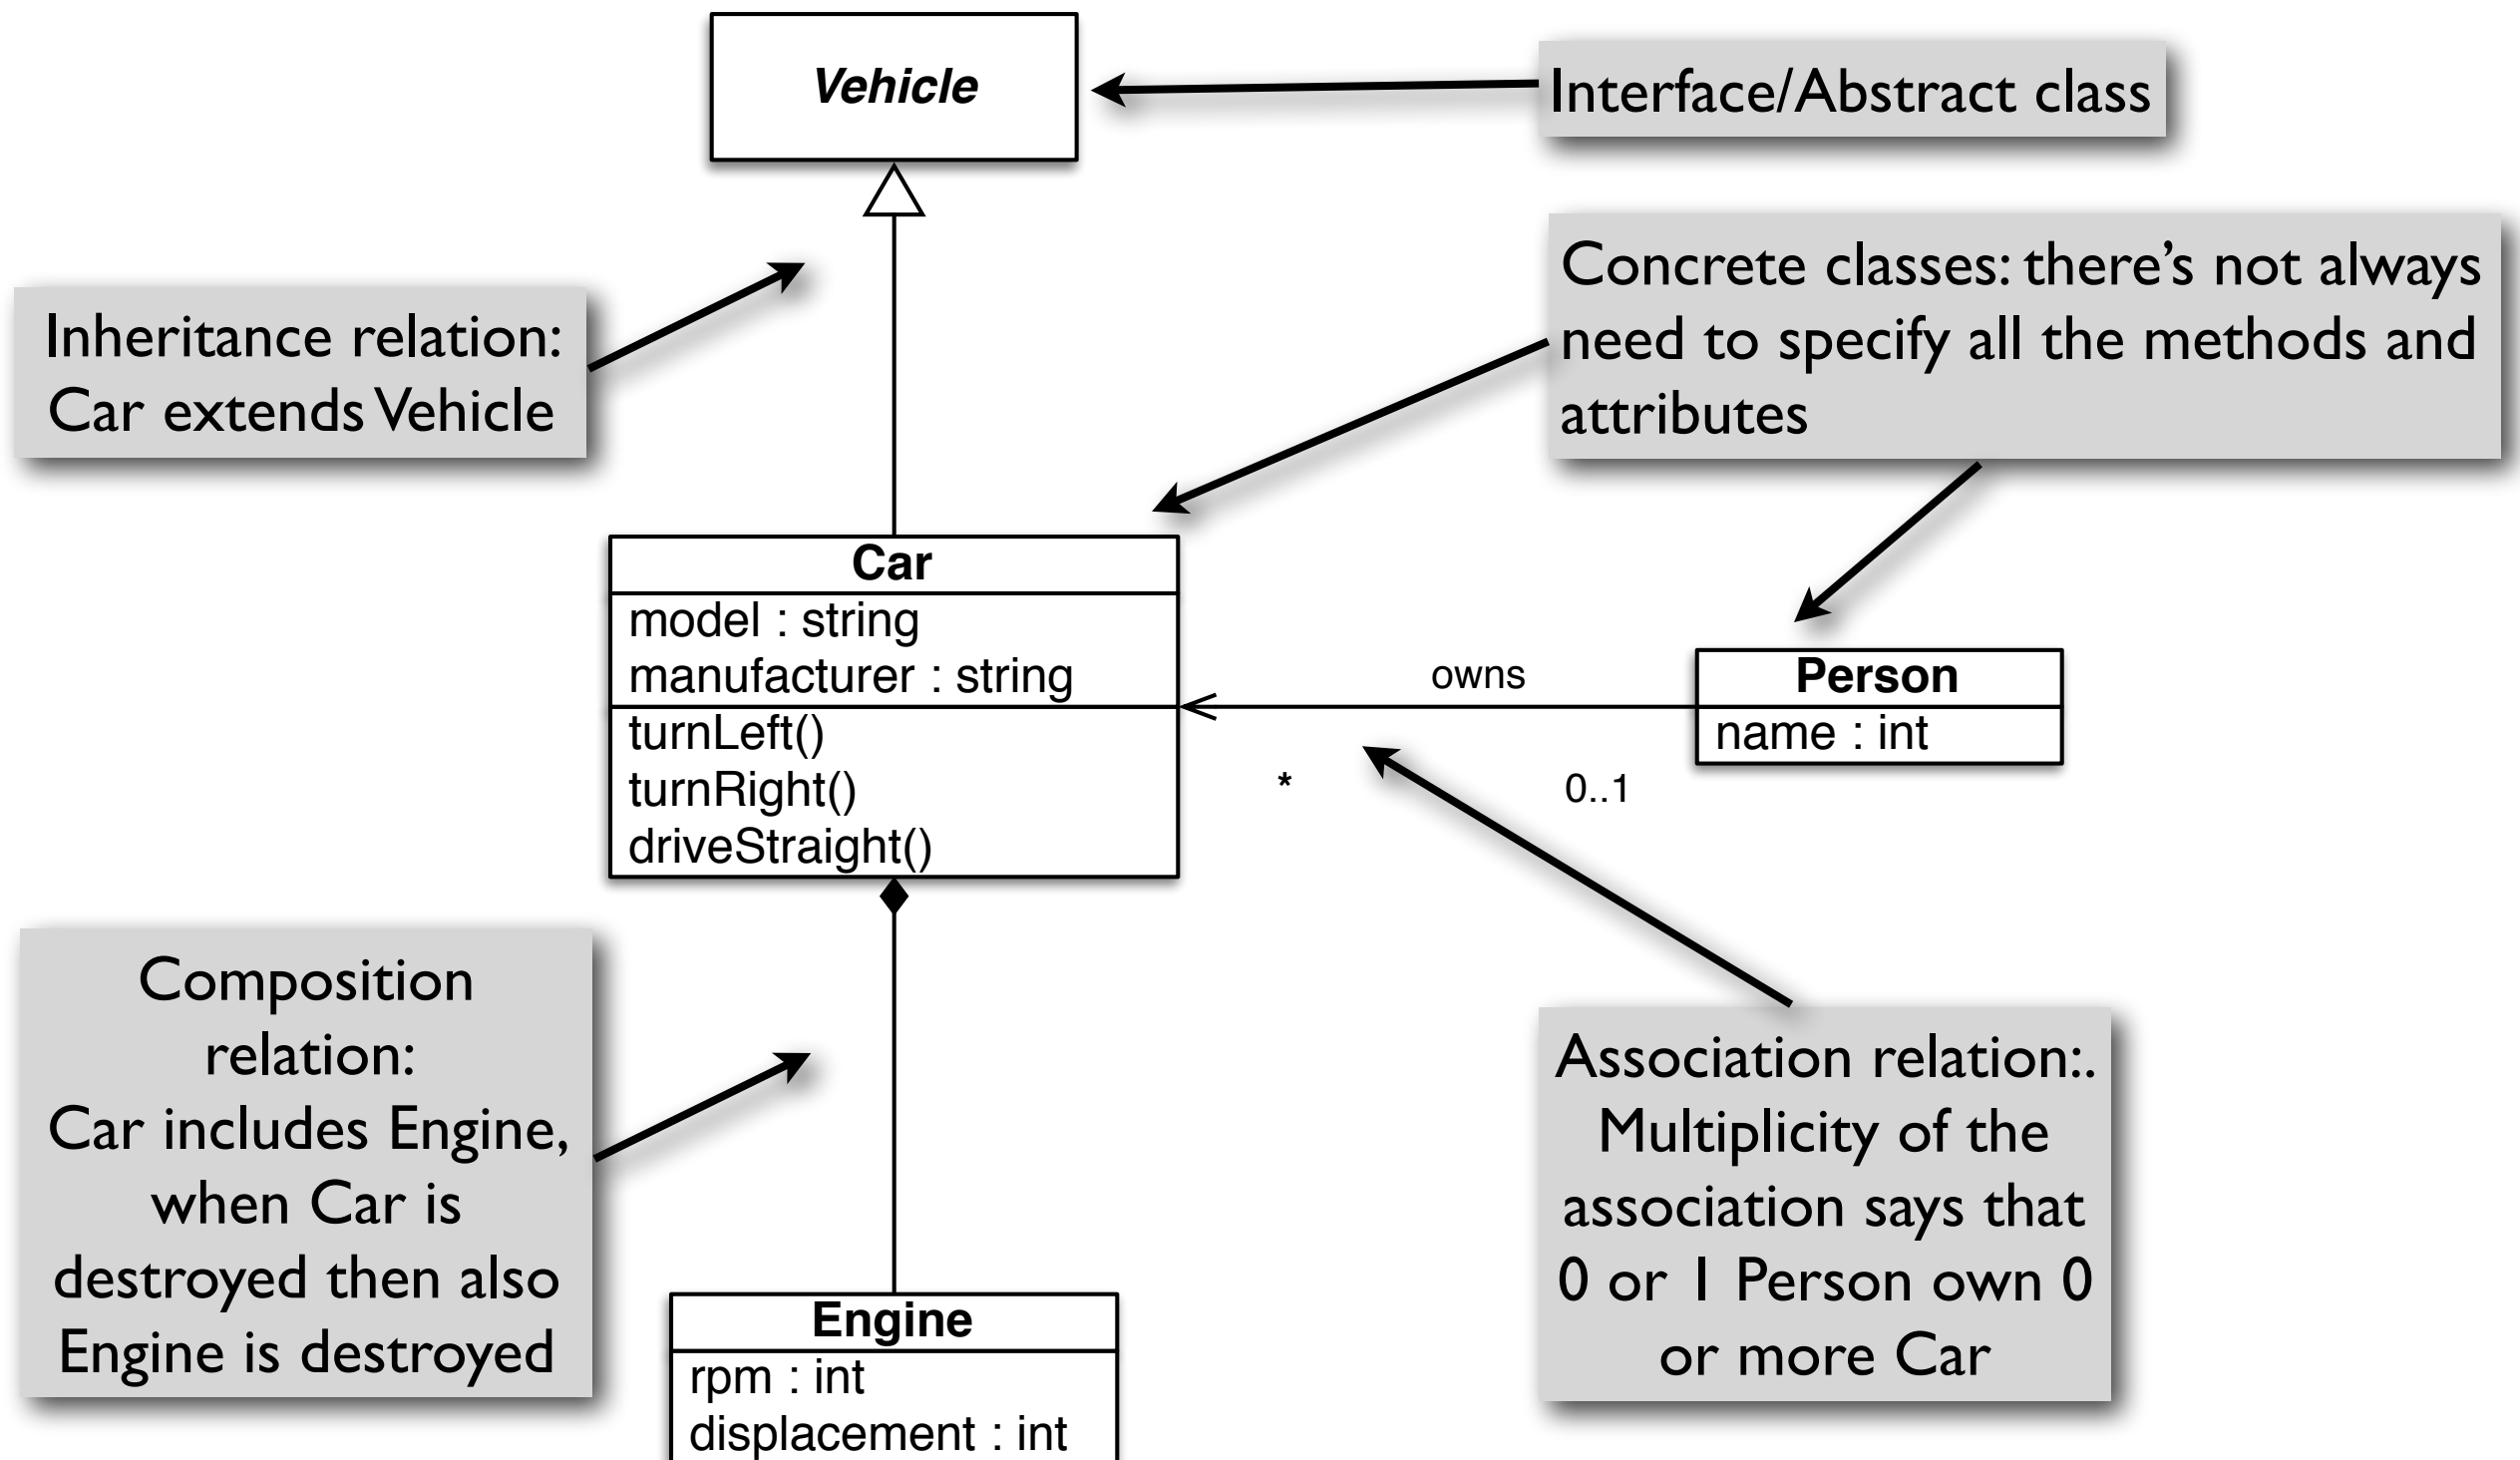 Vehicle
Interface/Abstract class
Inheritance relation:
Car extends Vehicle
Concrete classes: there's not always
need to specify all the methods and
attributes
Car
model : string
manufacturer : string
turnLeft()
turnRight()
driveStraight()
owns
*
0..1
Person
name : int
Composition
relation:
Car includes Engine,
when Car is
destroyed then also
Engine is destroyed
Association relation:.
Multiplicity of the
association says that
0 or 1 Person own 0
or more Car
Engine
rpm : int
displacement : int